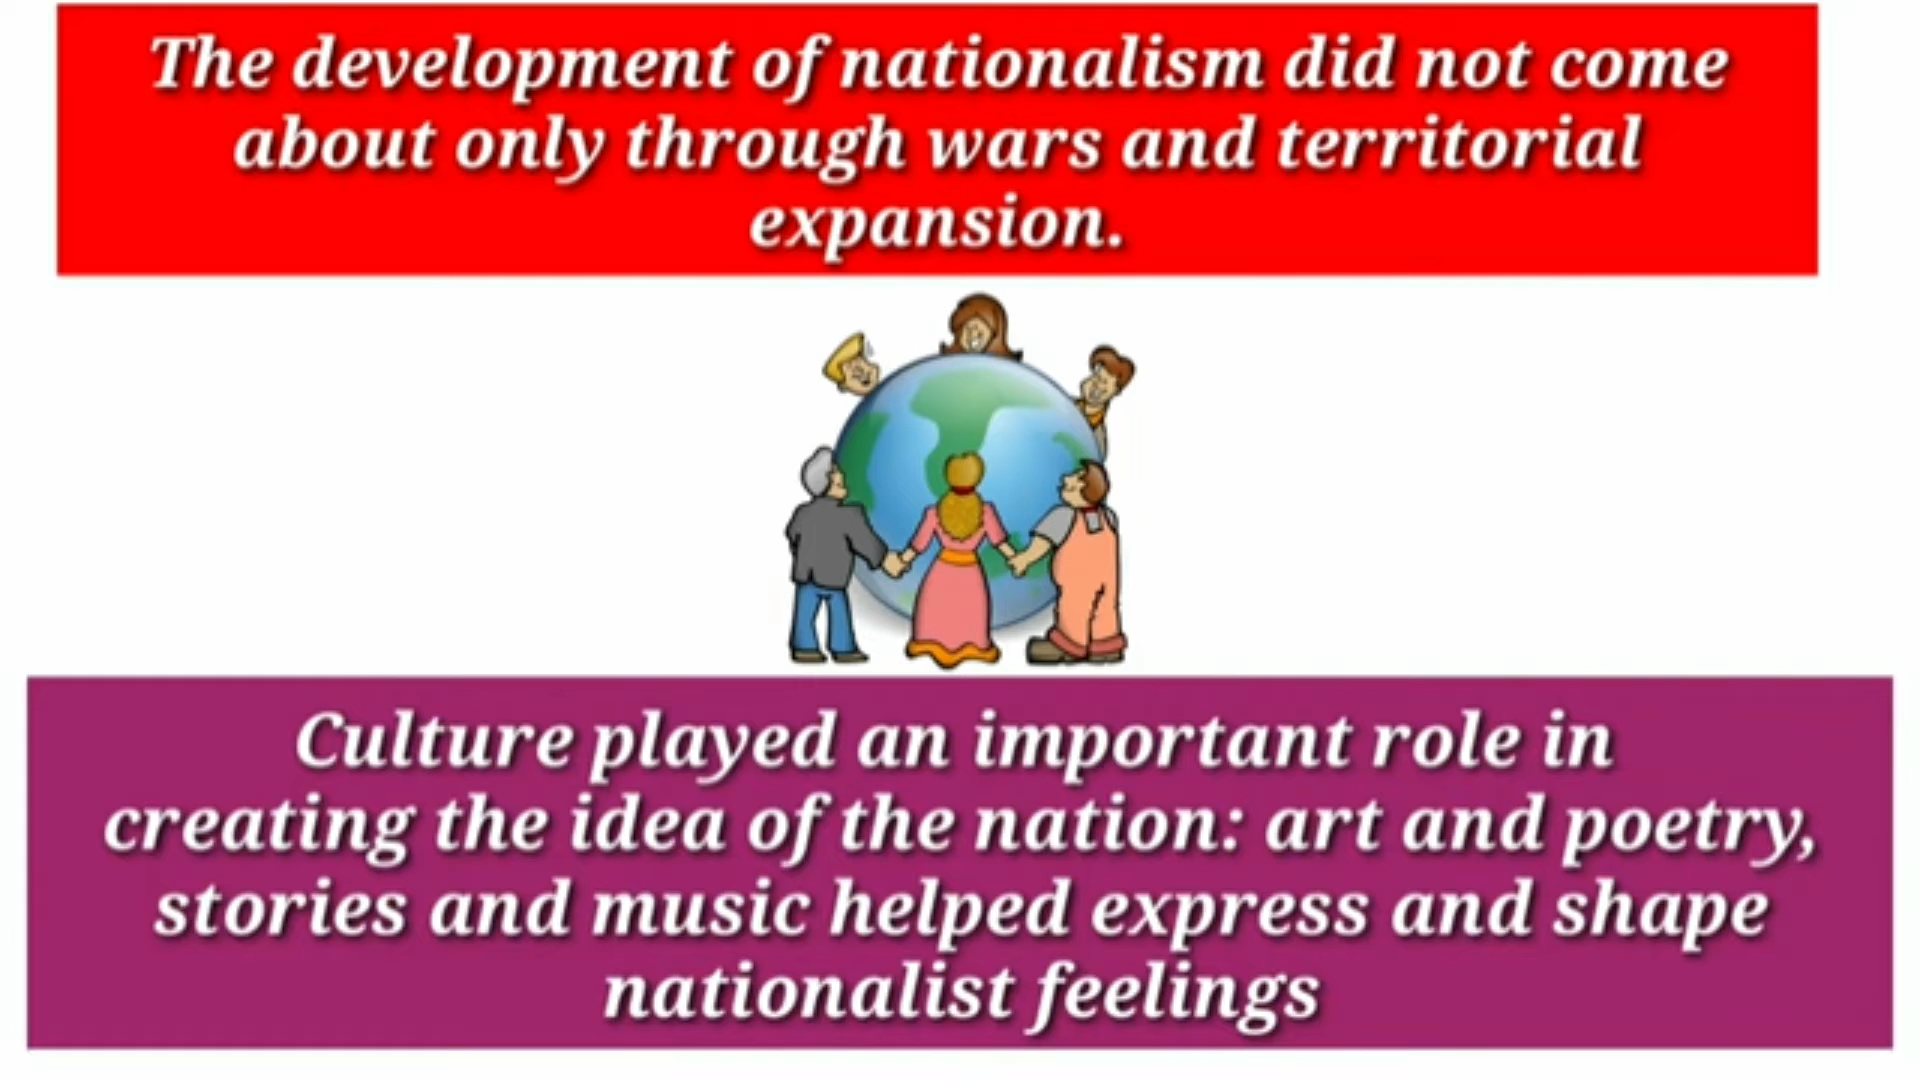 The development of nationalism did not come
about only through wars and territorial
expansion.
Culture played an important role in
creating the idea of the nation: art and poetry,
stories and music helped express and shape
nationalist feelings